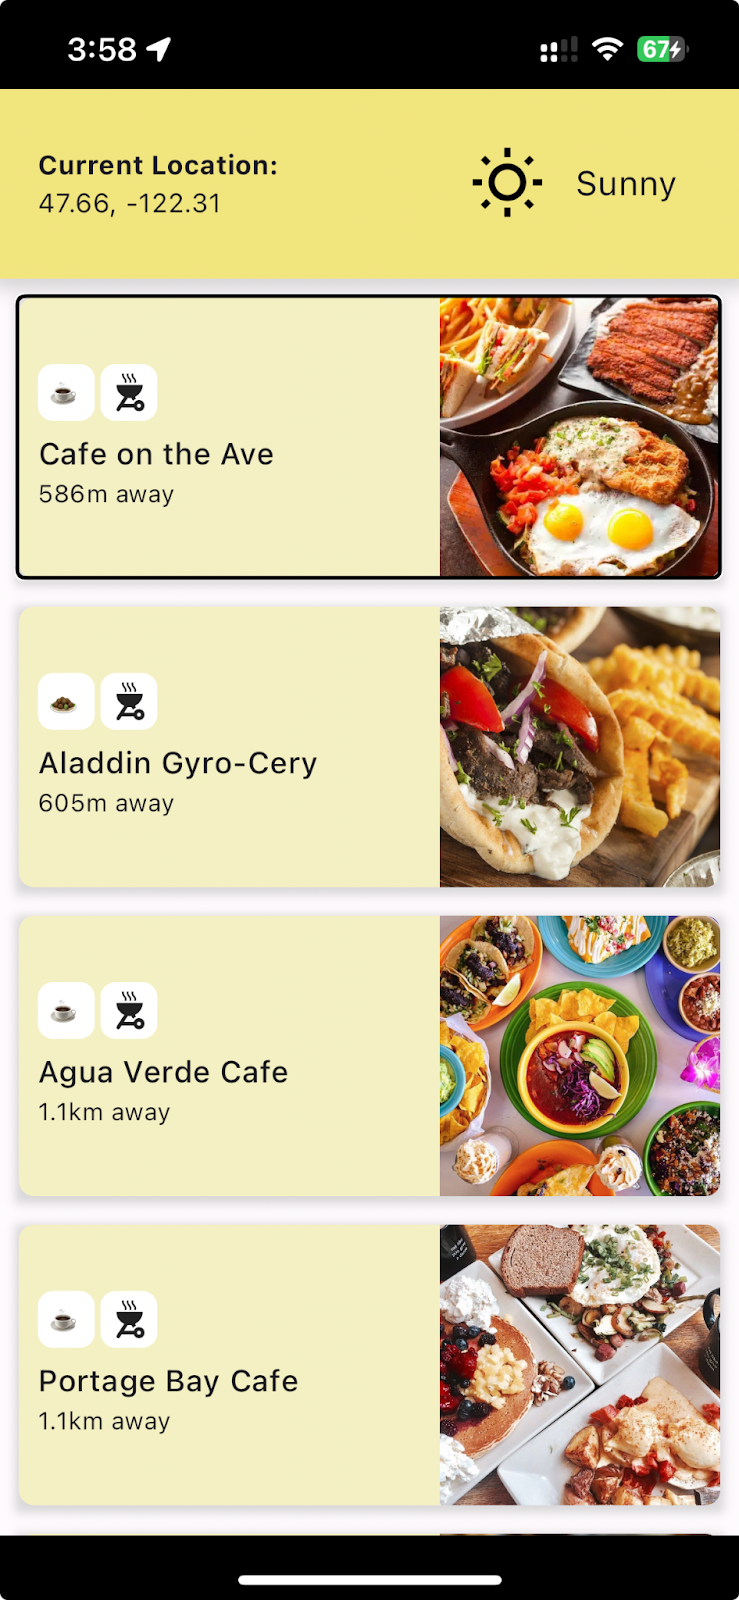 3:58
67
Current Location:
47.66, -122.31
Sunny
Cafe on the Ave
586m away
Aladdin Gyro-Cery
605m away
Agua Verde Cafe
1.1km away
Portage Bay Cafe
1.1km away